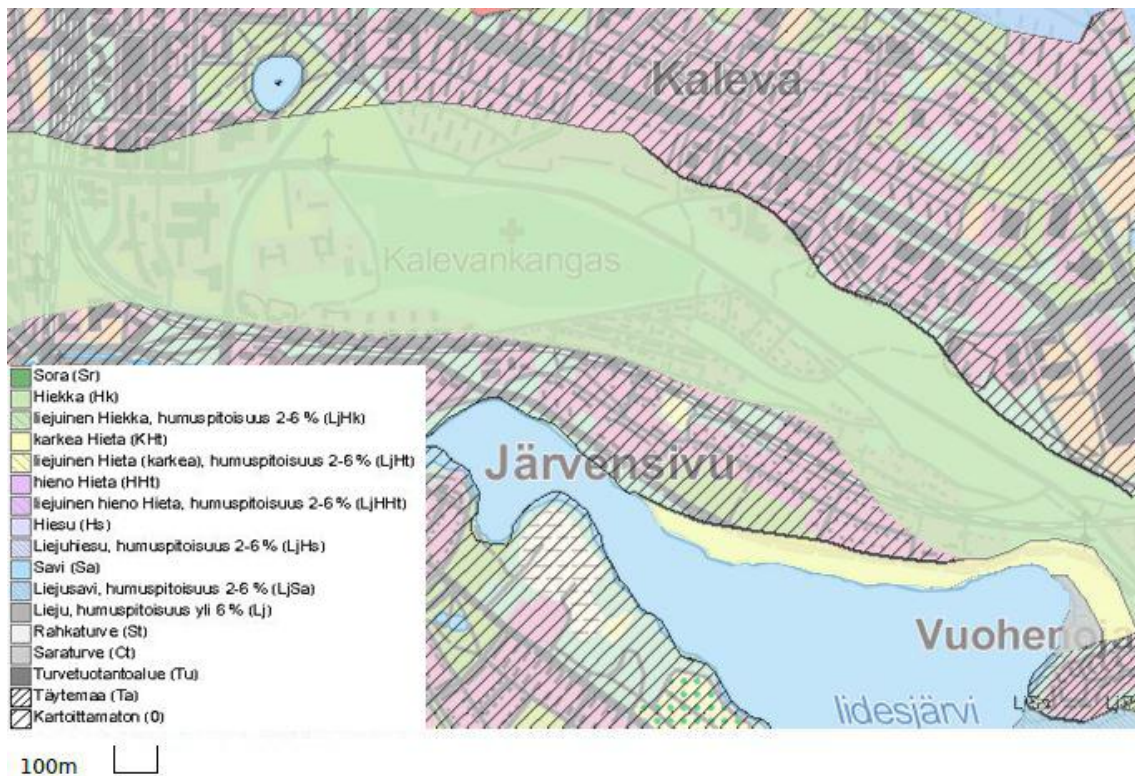 Kaleva
Kalevankangas
Järvensivu
Vuohenoja
Iidesjärvi
Sora (Sr)
Hiekka (Hk)
liejuinen Hiekka, humuspitoisuus 2-6 % (LjHk)
karkea Hieta (KHt)
liejuinen Hieta (karkea), humuspitoisuus 2-6 % (LjHt)
hieno Hieta (HHt)
liejuinen hieno Hieta, humuspitoisuus 2-6 % (LjHHt)
Hiesu (Hs)
Liejuhiesu, humuspitoisuus 2-6 % (LjHs)
Savi (Sa)
Liejusavi, humuspitoisuus 2-6 % (LjSa)
Lieju, humuspitoisuus yli 6 % (Lj)
Rahkaturve (St)
Saraturve (Ct)
Turvetuotantoalue (Tu)
Täytemaa (Ta)
Kartoittamaton (0)
100m